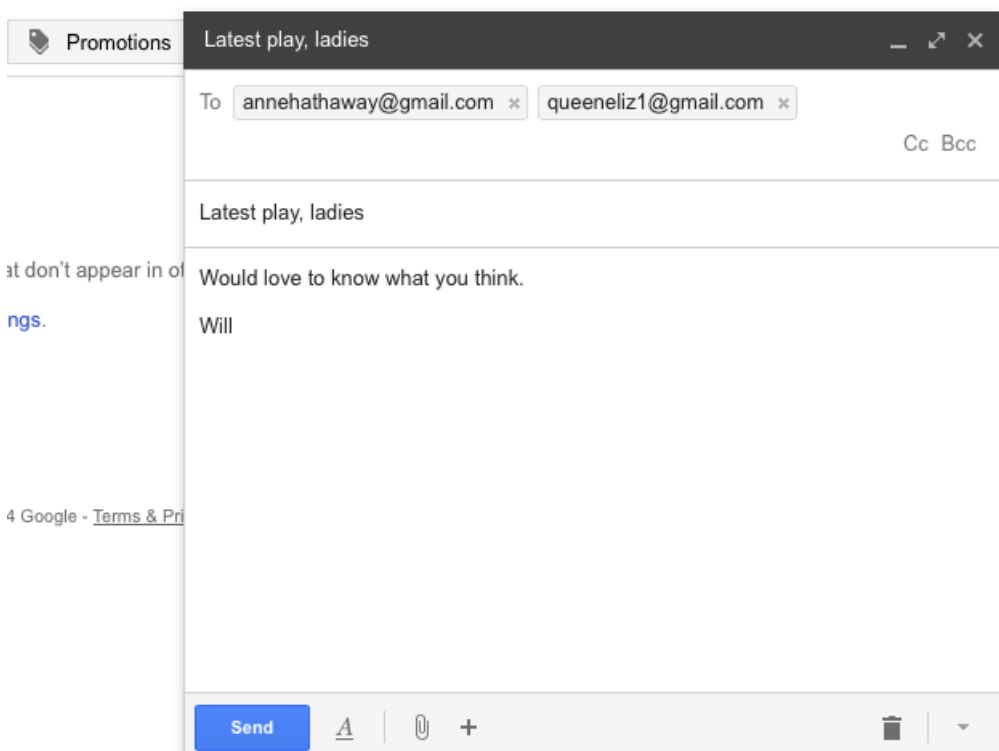 Promotions
Latest play, ladies
To annehathaway@gmail.com queeneliz1@gmail.com
Cc Bcc
Latest play, ladies
at don't appear in
Would love to know what you think.
ngs.
Will
4 Google - Terms & Pri
Send A